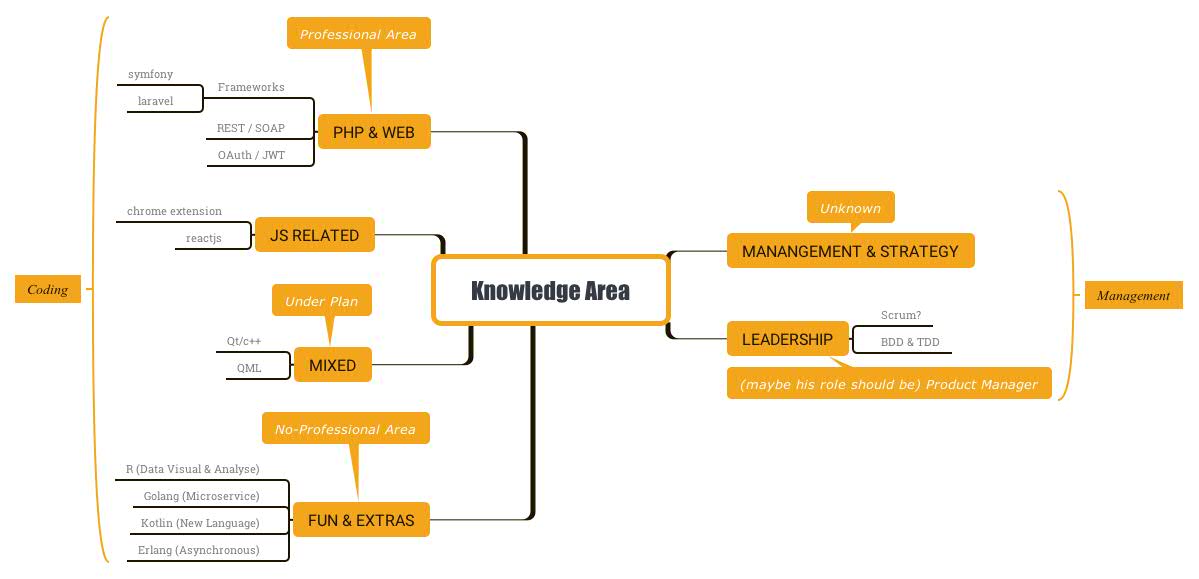 Professional Area
symfony
Frameworks
laravel
REST / SOAP
PHP & WEB
OAuth / JWT
chrome extension
JS RELATED
reactjs
Coding
Under Plan
Qt/c++
MIXED
QML
No-Professional Area
R (Data Visual & Analyse)
Golang (Microservice)
FUN & EXTRAS
Kotlin (New Language)
Erlang (Asynchronous)
Knowledge Area
Unknown
MANANGEMENT & STRATEGY
Management
Scrum?
LEADERSHIP
BDD & TDD
(maybe his role should be) Product Manager